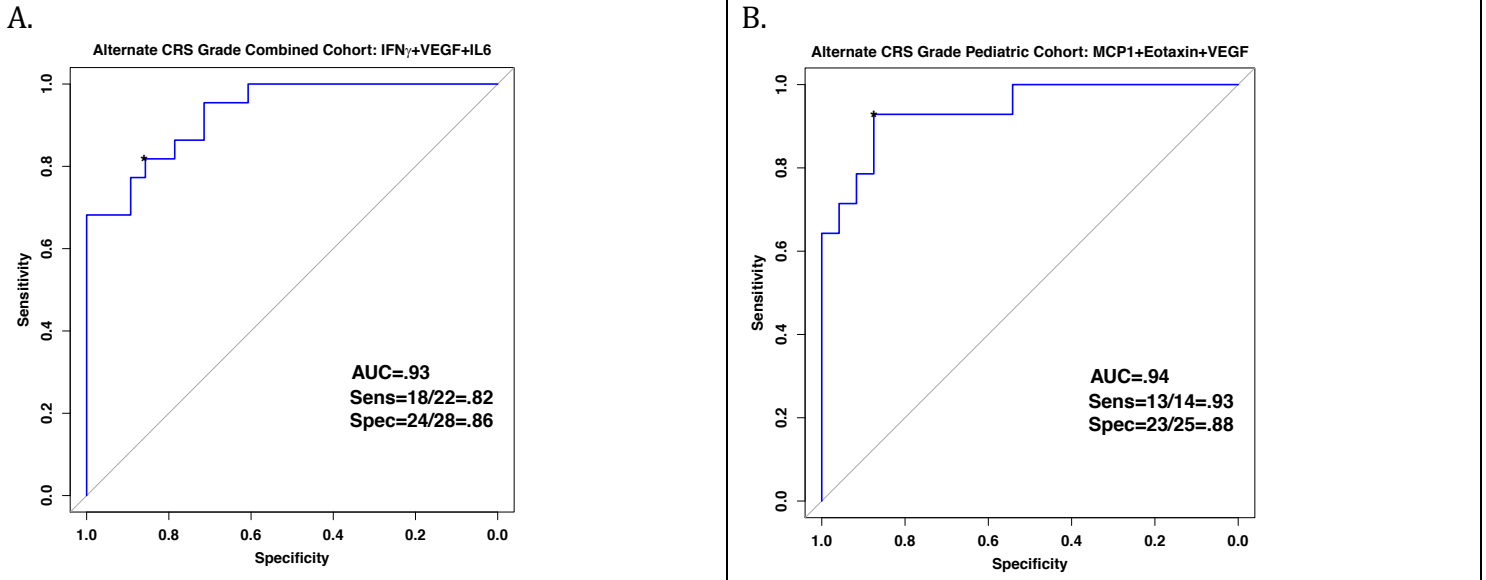 A.
Alternate CRS Grade Combined Cohort: IFNγ+VEGF+IL6
1.0
0.8
0.6
0.4
0.2
0.0
Sensitivity
AUC=.93
Sens=18/22=.82
Spec=24/28=.86
1.0 0.8 0.6 0.4 0.2 0.0
Specificity
B.
Alternate CRS Grade Pediatric Cohort: MCP1+Eotaxin+VEGF
1.0
0.8
0.6
0.4
0.2
0.0
Sensitivity
AUC=.94
Sens=13/14=.93
Spec=23/25=.88
1.0 0.8 0.6 0.4 0.2 0.0
Specificity